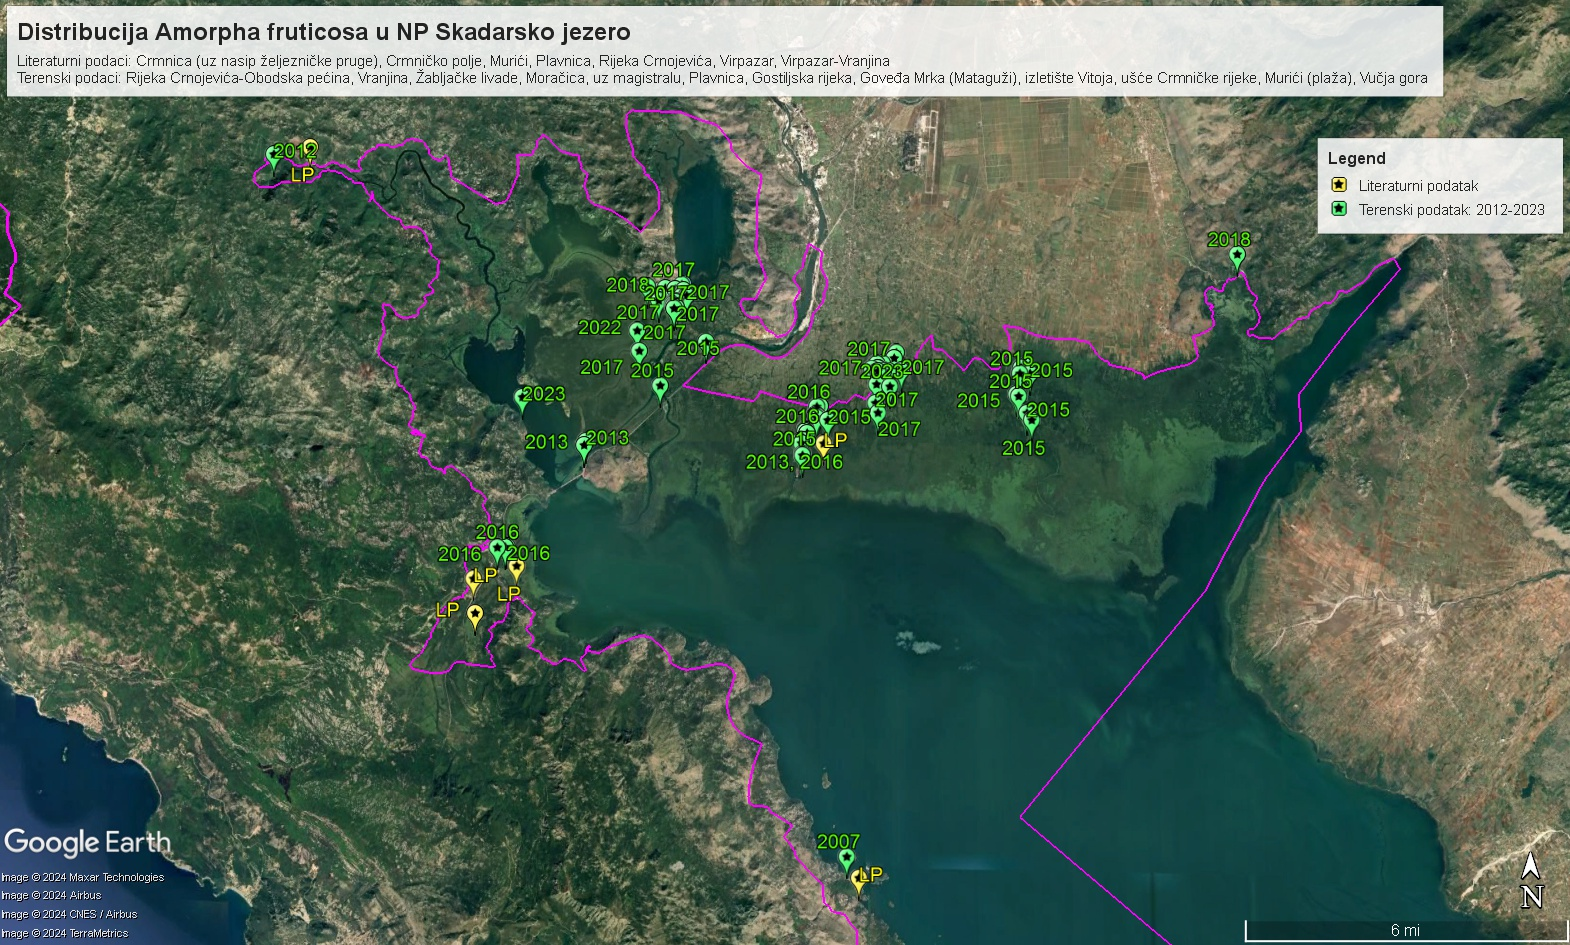 Distribucija Amorpha fruticosa u NP Skadarsko jezero
Literaturni podaci: Crmnica (uz nasip željezničke pruge), Crmničko polje, Murići, Plavnica, Rijeka Crnojevića, Virpazar, Virpazar-Vranjina
Terenski podaci: Rijeka Crnojevića-Obodska pećina, Vranjina, Žabljačke livade, Moračica, uz magistralu, Plavnica, Gostiljska rijeka, Goveđa Mrka (Mataguži), izletište Vitoja, ušće Crmničke rijeke, Murići (plaža), Vučja gora
Legend
Literaturni podatak
Terenski podatak: 2012-2023
2012
LP
2018
2017
2018
2017
2017
2017
2017
2022
2017
2015
2017
2015
2023
2013
2013
2017
2017
2023
2017
2017
2017
2016
2016
2015
2015
LP
2013, 2016
2015
2015
2015
2015
2015
2015
2016
2016
2016
LP
LP
LP
2007
LP
Google Earth
Image © 2024 Maxar Technologies
Image © 2024 Airbus
Image © 2024 CNES / Airbus
Image © 2024 TerraMetrics
N
6 mi